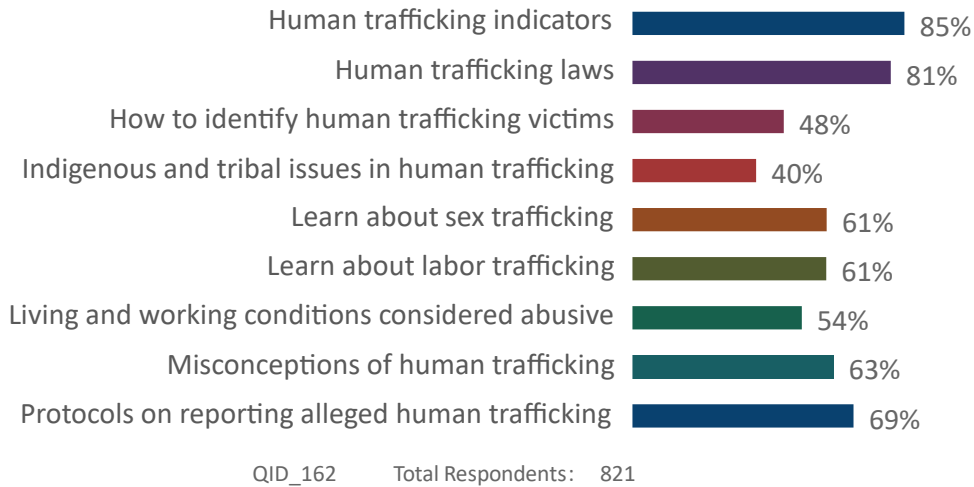 Human trafficking indicators 85%
Human trafficking laws 81%
How to identify human trafficking victims 48%
Indigenous and tribal issues in human trafficking 40%
Learn about sex trafficking 61%
Learn about labor trafficking 61%
Living and working conditions considered abusive 54%
Misconceptions of human trafficking 63%
Protocols on reporting alleged human trafficking 69%
QID_162 Total Respondents: 821